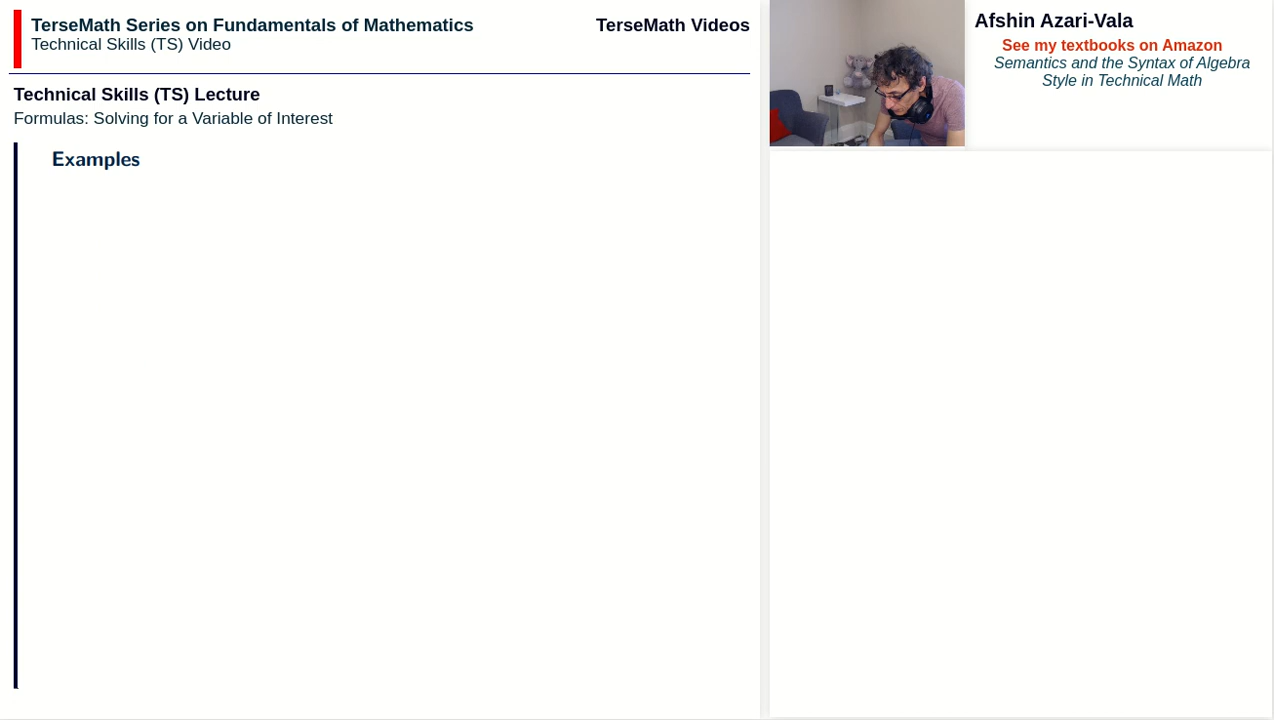 TerseMath Series on Fundamentals of Mathematics
Technical Skills (TS) Video
TerseMath Videos
Technical Skills (TS) Lecture
Formulas: Solving for a Variable of Interest
Examples
Afshin Azari-Vala
See my textbooks on Amazon
Semantics and the Syntax of Algebra
Style in Technical Math